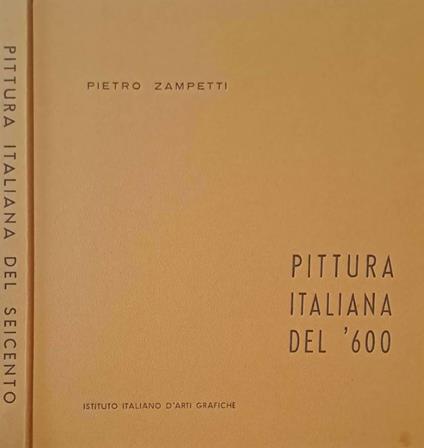 PITTURA ITALIANA DEL SEICENTO
PIETRO ZAMPETTI
PITTURA
ITALIANA
DEL '600
ISTITUTO ITALIANO D'ARTI GRAFICHE